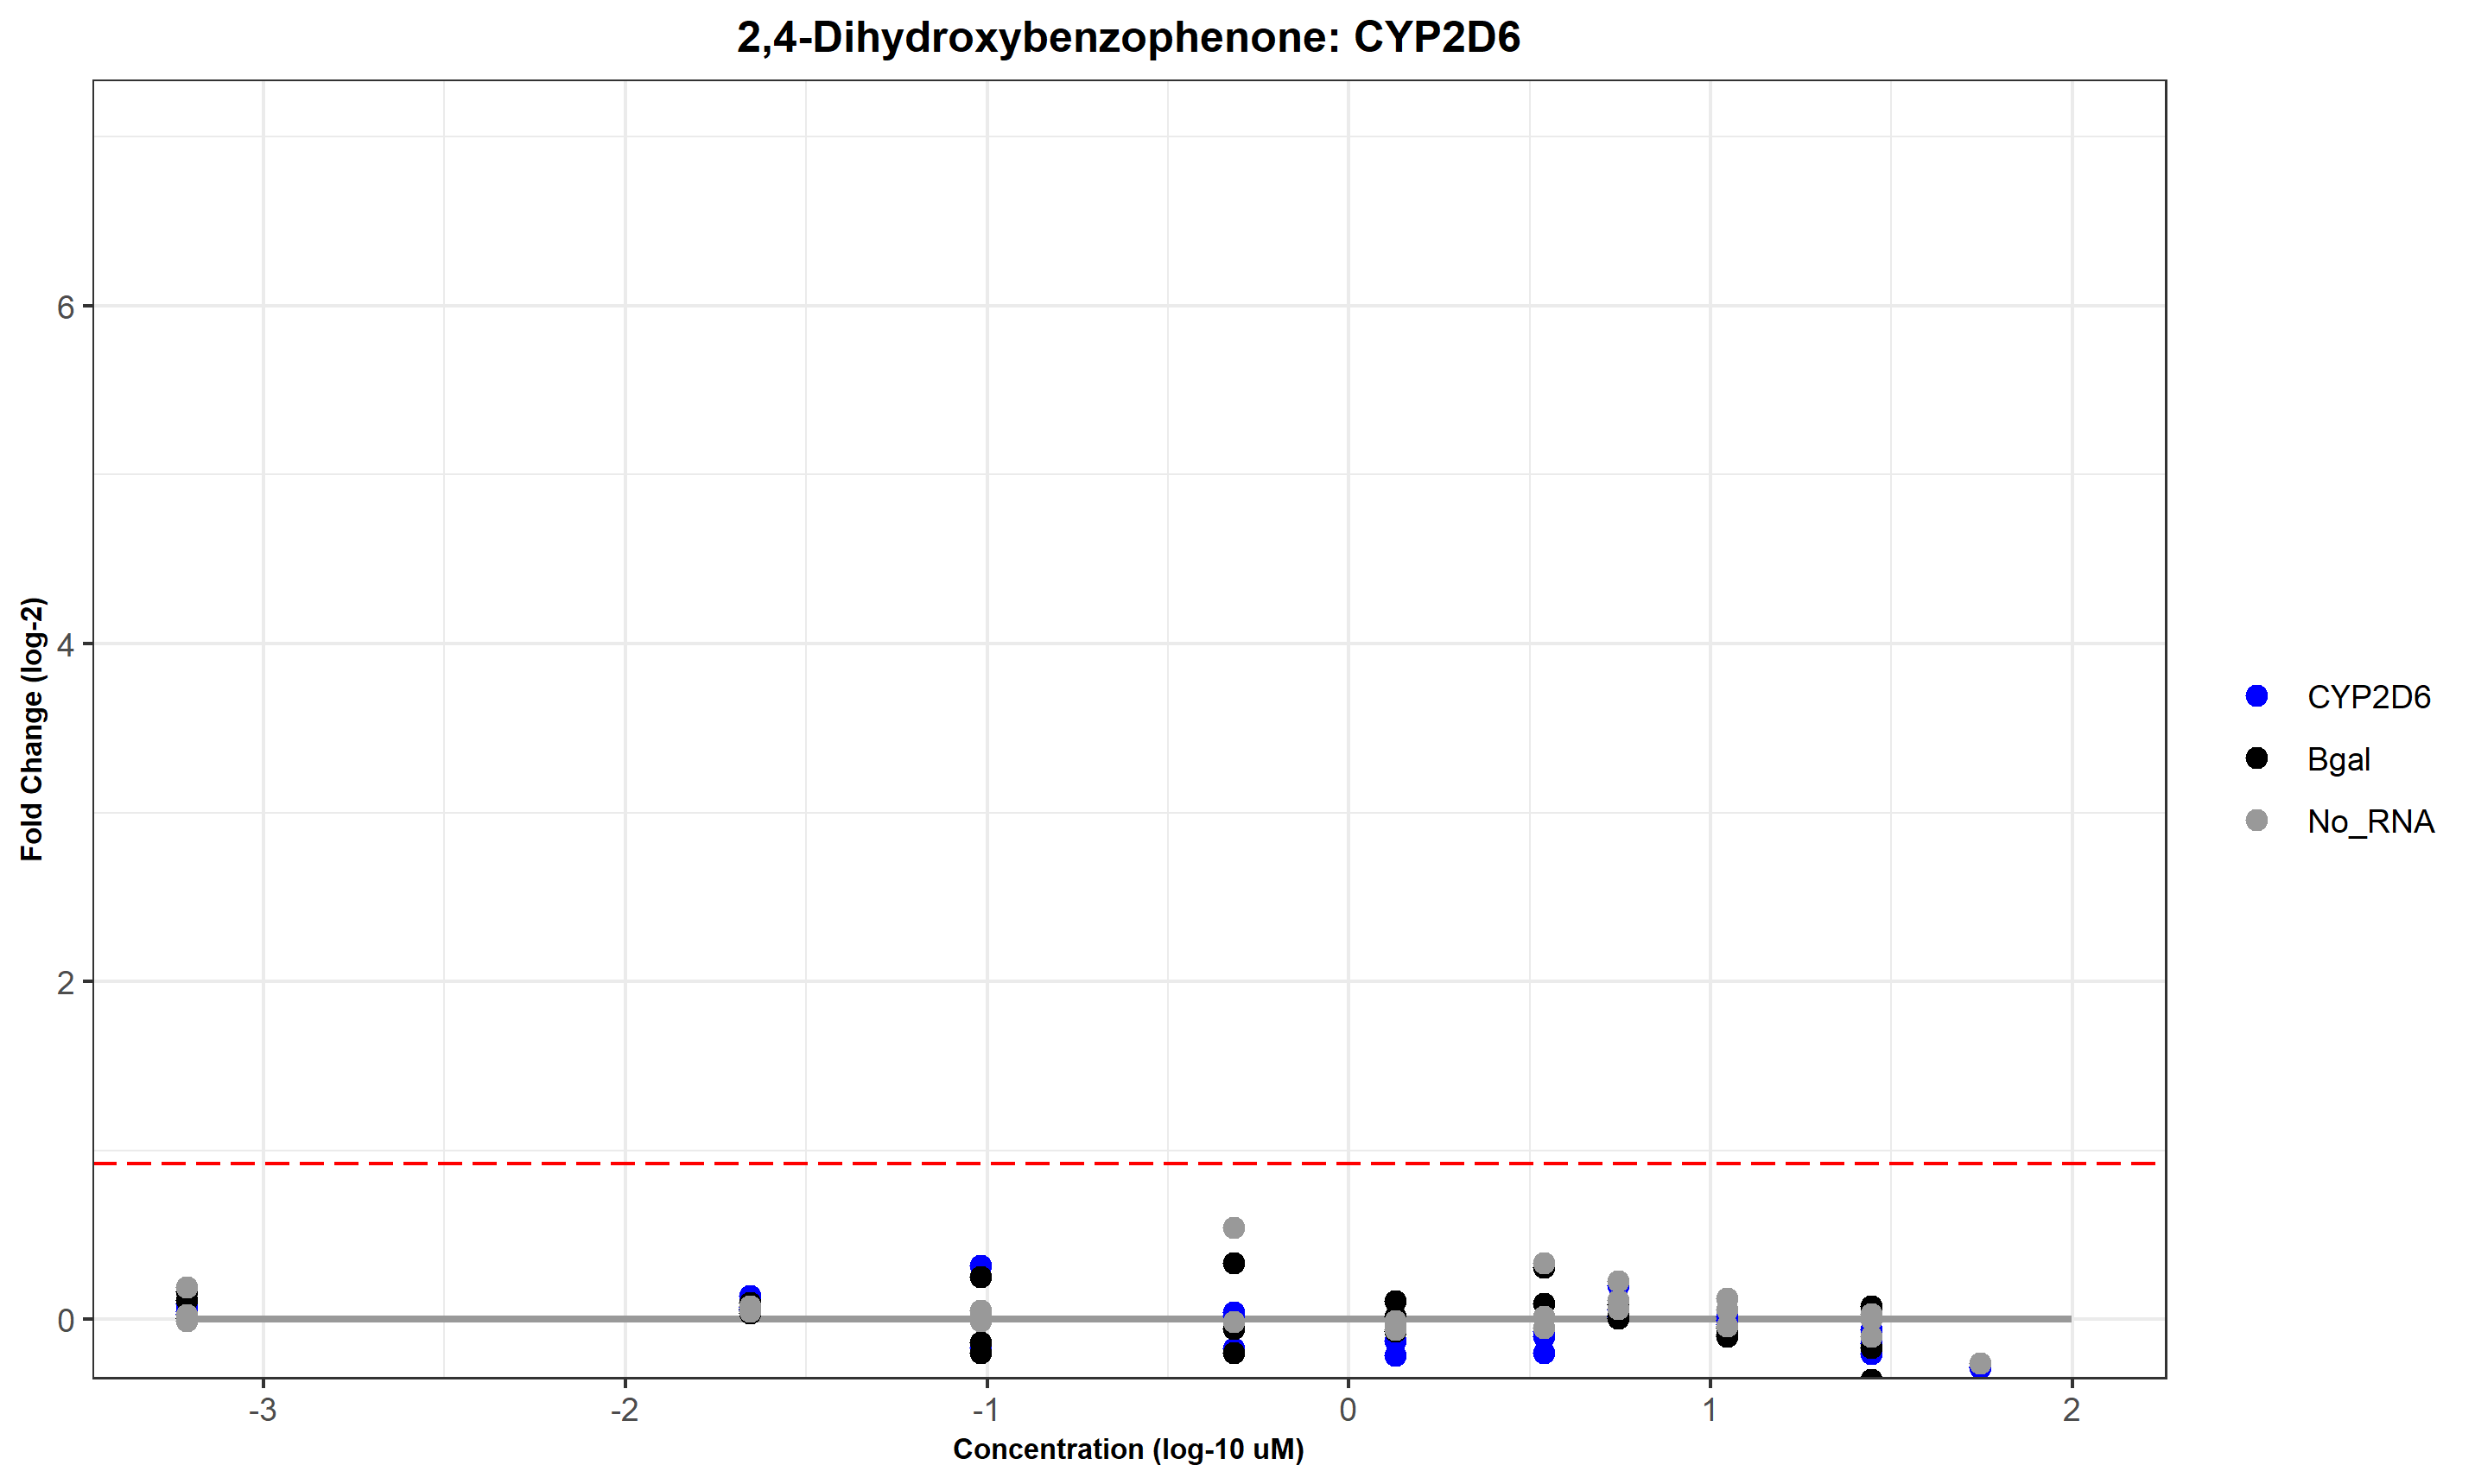 2,4-Dihydroxybenzophenone: CYP2D6
Fold Change (log-2)
6
4
2
0
-3
-2
-1
0
1
2
Concentration (log-10 uM)
CYP2D6
Bgal
No_RNA